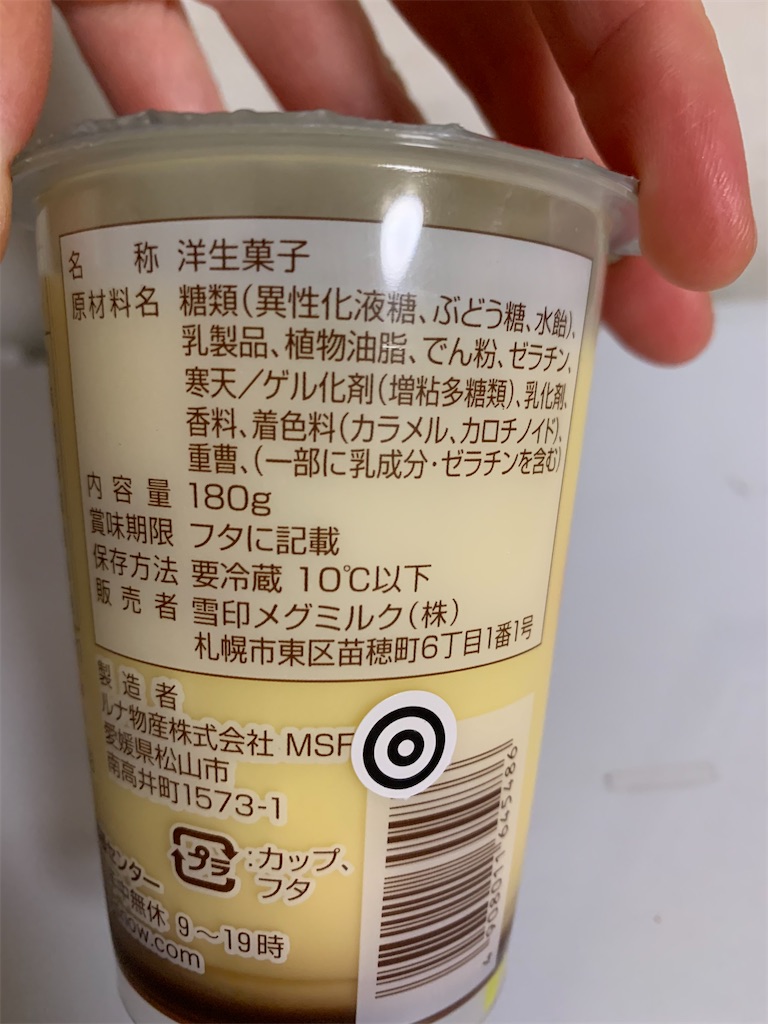 名称 洋生菓子
原材料名 糖類(異性化液糖、ぶどう糖、水飴)、
乳製品、植物油脂、でん粉、ゼラチン、
寒天/ゲル化剤(増粘多糖類)、乳化剤、
香料、着色料(カラメル、カロチノイド)、
重曹、(一部に乳成分・ゼラチンを含む)
内容量 180g
賞味期限 フタに記載
保存方法 要冷蔵 10℃以下
販売者 雪印メグミルク(株)
札幌市東区苗穂町6丁目1番1号
製造者
ルナ物産株式会社 MSF
愛媛県松山市
南高井町1573-1
プラ :カップ、
フタ
センター
無休 9~19時
ow.com